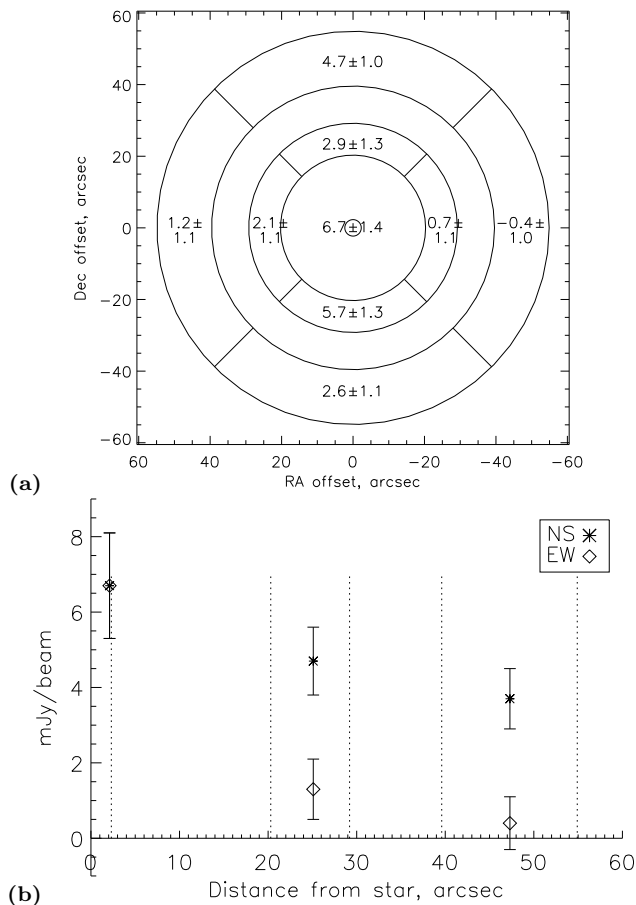 60
40
20
0
-20
-40
-60
Dec offset, arcsec
4.7±1.0
2.9±1.3
1.2±
1.1
2.1±
1.1
6.7±1.4
0.7±
1.1
-0.4±
1.0
5.7±1.3
2.6±1.1
60 40 20 0 -20 -40 -60
RA offset, arcsec
(a)
8
6
4
2
0
mJy/beam
NS
EW
0 10 20 30 40 50 60
Distance from star, arcsec
(b)